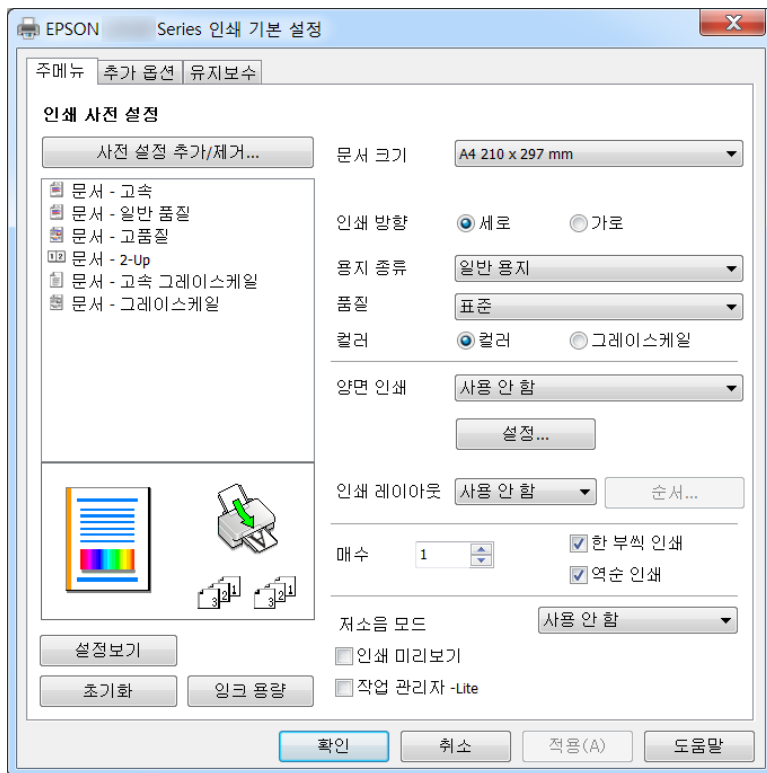 EPSON Series 인쇄 기본 설정
주메뉴 추가 옵션 유지보수
인쇄 사전 설정
사전 설정 추가/제거...
문서 - 고속
문서 - 일반 품질
문서 - 고품질
문서 - 2-Up
문서 - 고속 그레이스케일
문서 - 그레이스케일
설정보기
초기화 잉크 용량
문서 크기 A4 210 x 297 mm
인쇄 방향 세로 가로
용지 종류 일반 용지
품질 표준
컬러 컬러 그레이스케일
양면 인쇄 사용 안 함
설정...
인쇄 레이아웃 사용 안 함 순서...
매수 1 한 부씩 인쇄
역순 인쇄
저소음 모드 사용 안 함
인쇄 미리보기
작업 관리자 -Lite
확인 취소 적용(A) 도움말